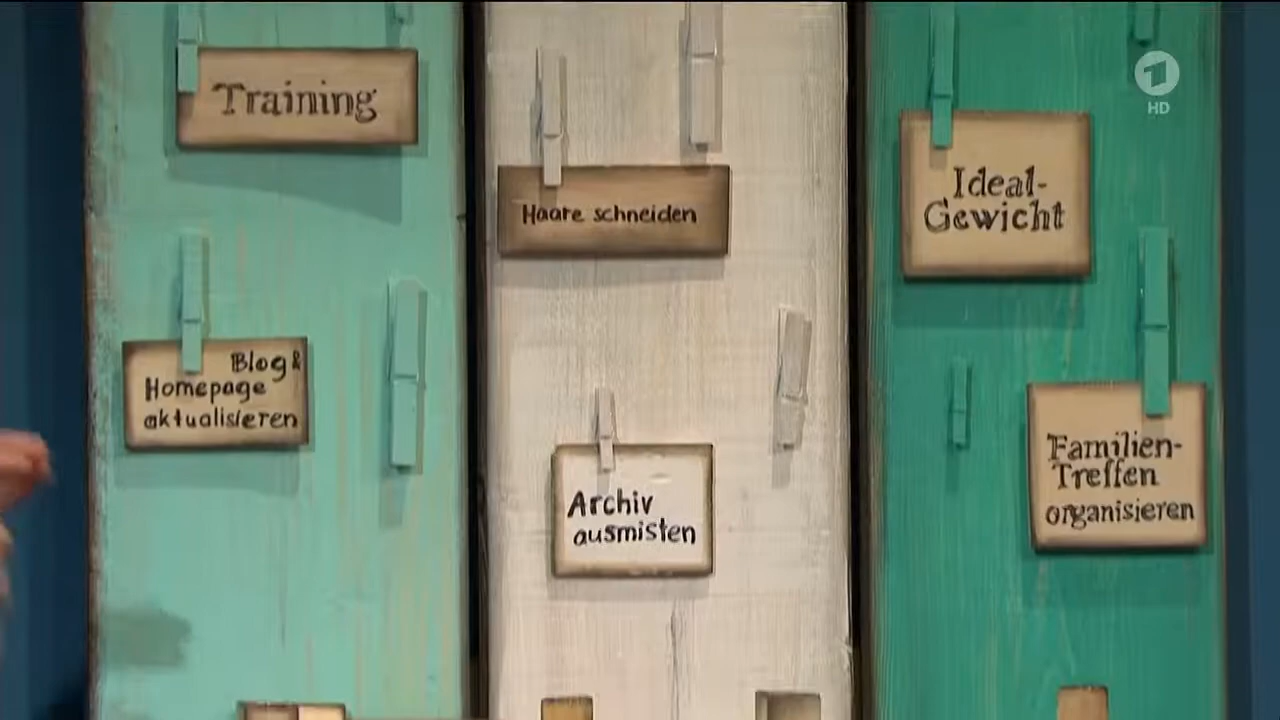 Training
Blog &
Homepage
aktualisieren
Haare schneiden
Archiv
ausmisten
Ideal-
Gewicht
Familien-
Treffen
organisieren
1
HD